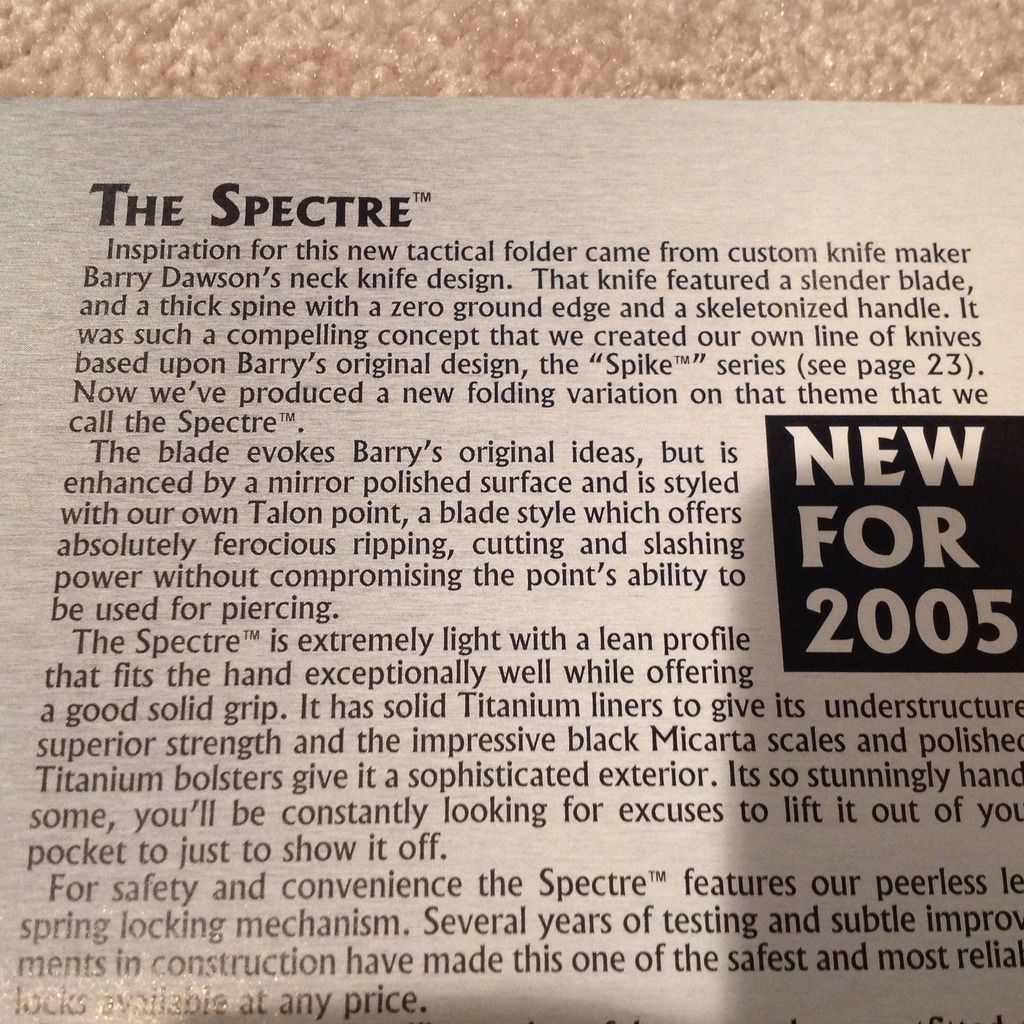 THE SPECTRE™
Inspiration for this new tactical folder came from custom knife maker
Barry Dawson's neck knife design. That knife featured a slender blade,
and a thick spine with a zero ground edge and a skeletonized handle. It
was such a compelling concept that we created our own line of knives
based upon Barry's original design, the "Spike™" series (see page 23).
Now we've produced a new folding variation on that theme that we
call the Spectre™.
The blade evokes Barry's original ideas, but is
enhanced by a mirror polished surface and is styled
with our own Talon point, a blade style which offers
absolutely ferocious ripping, cutting and slashing
power without compromising the point's ability to
be used for piercing.
NEW
FOR
2005
The Spectre™ is extremely light with a lean profile
that fits the hand exceptionally well while offering
a good solid grip. It has solid Titanium liners to give its understructure
superior strength and the impressive black Micarta scales and polished
Titanium bolsters give it a sophisticated exterior. Its so stunningly hand
some, you'll be constantly looking for excuses to lift it out of you
pocket to just to show it off.
For safety and convenience the Spectre™ features our peerless le
spring locking mechanism. Several years of testing and subtle improv
ments in construction have made this one of the safest and most relia
locks available at any price.